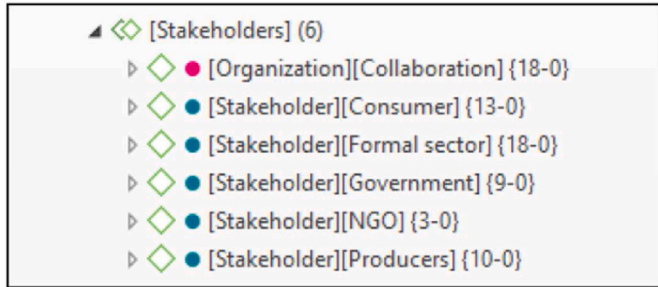 [Stakeholders] (6)
[Organization][Collaboration] {18-0}
[Stakeholder][Consumer] {13-0}
[Stakeholder][Formal sector] {18-0}
[Stakeholder][Government] {9-0}
[Stakeholder][NGO] {3-0}
[Stakeholder][Producers] {10-0}